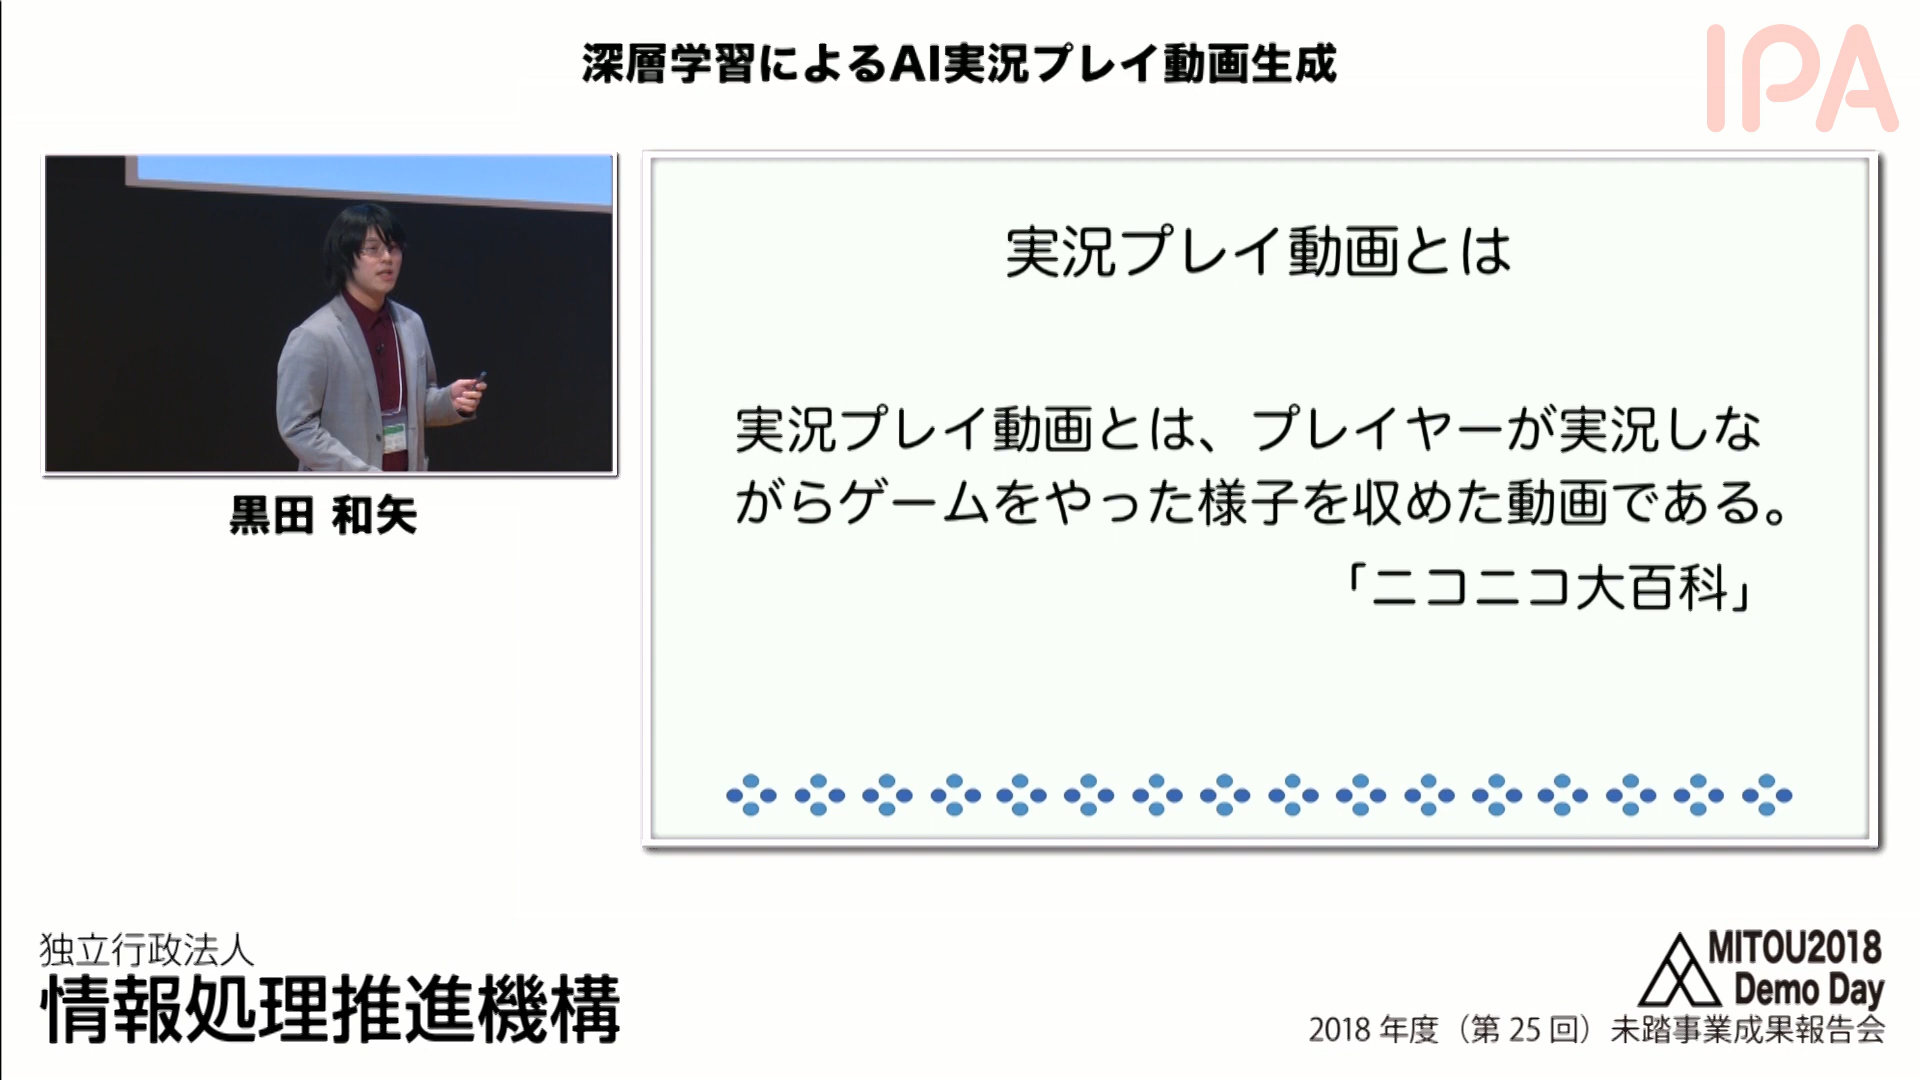 深層学習によるAI実況プレイ動画生成
IPA
黒田 和矢
実況プレイ動画とは
実況プレイ動画とは、プレイヤーが実況しな
がらゲームをやった様子を収めた動画である。
「ニコニコ大百科」
独立行政法人
情報処理推進機構
MITOU2018
Demo Day
2018 年度（第 25 回）未踏事業成果報告会